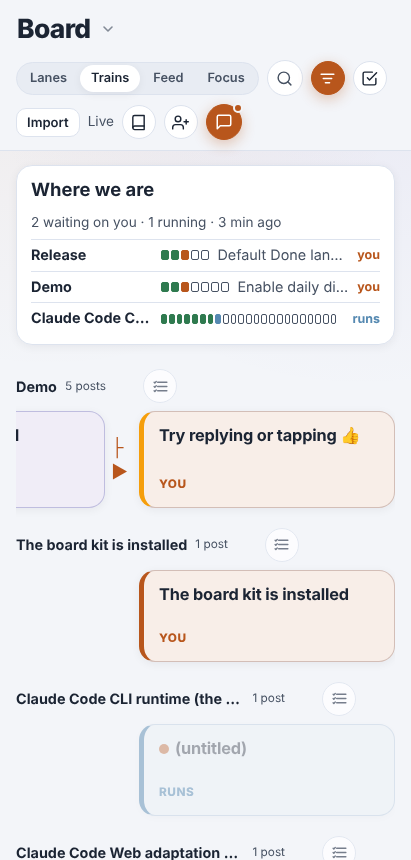 Board
Lanes Trains Feed Focus
Import Live
Where we are
2 waiting on you · 1 running · 3 min ago
Release Default Done lan... you
Demo Enable daily di... you
Claude Code C... runs
Demo 5 posts
Try replying or tapping 👍
YOU
The board kit is installed 1 post
The board kit is installed
YOU
Claude Code CLI runtime (the ... 1 post
(untitled)
RUNS
Claude Code Web adaptation ... 1 post